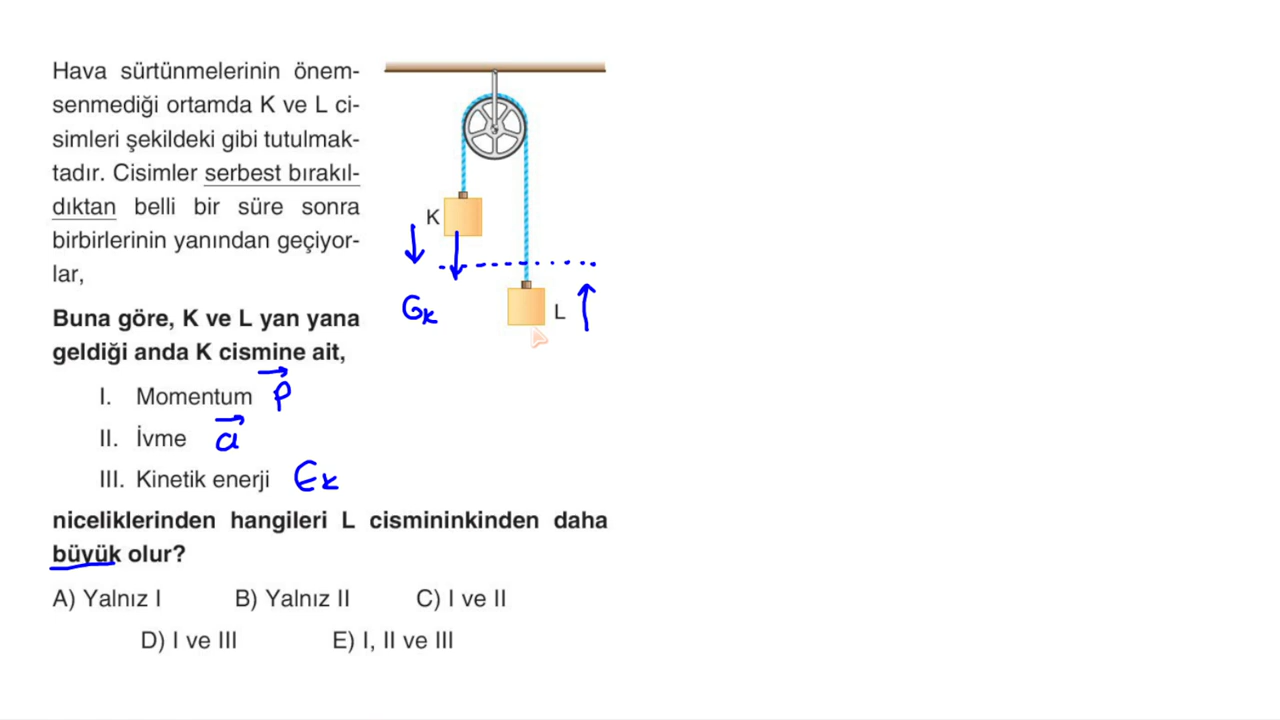 Hava sürtünmelerinin önem-
senmediği ortamda K ve L ci-
simleri şekildeki gibi tutulmak-
tadır. Cisimler serbest bırakıl-
dıktan belli bir süre sonra
birbirlerinin yanından geçiyor-
lar,
K
L
G_K
Buna göre, K ve L yan yana
geldiği anda K cismine ait,
I. Momentum P
II. İvme a
III. Kinetik enerji E_K
niceliklerinden hangileri L cismininkinden daha
büyük olur?
A) Yalnız I B) Yalnız II C) I ve II
D) I ve III E) I, II ve III